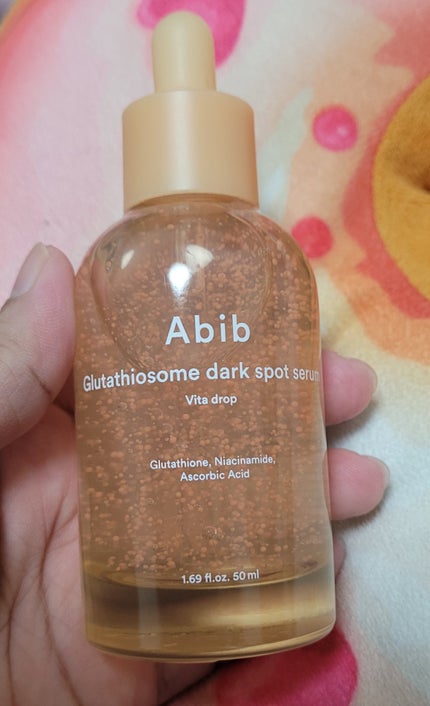 Abib
Glutathiosome dark spot serum
Vita drop
Glutathione, Niacinamide,
Ascorbic Acid
1.69 fl.oz. 50 ml